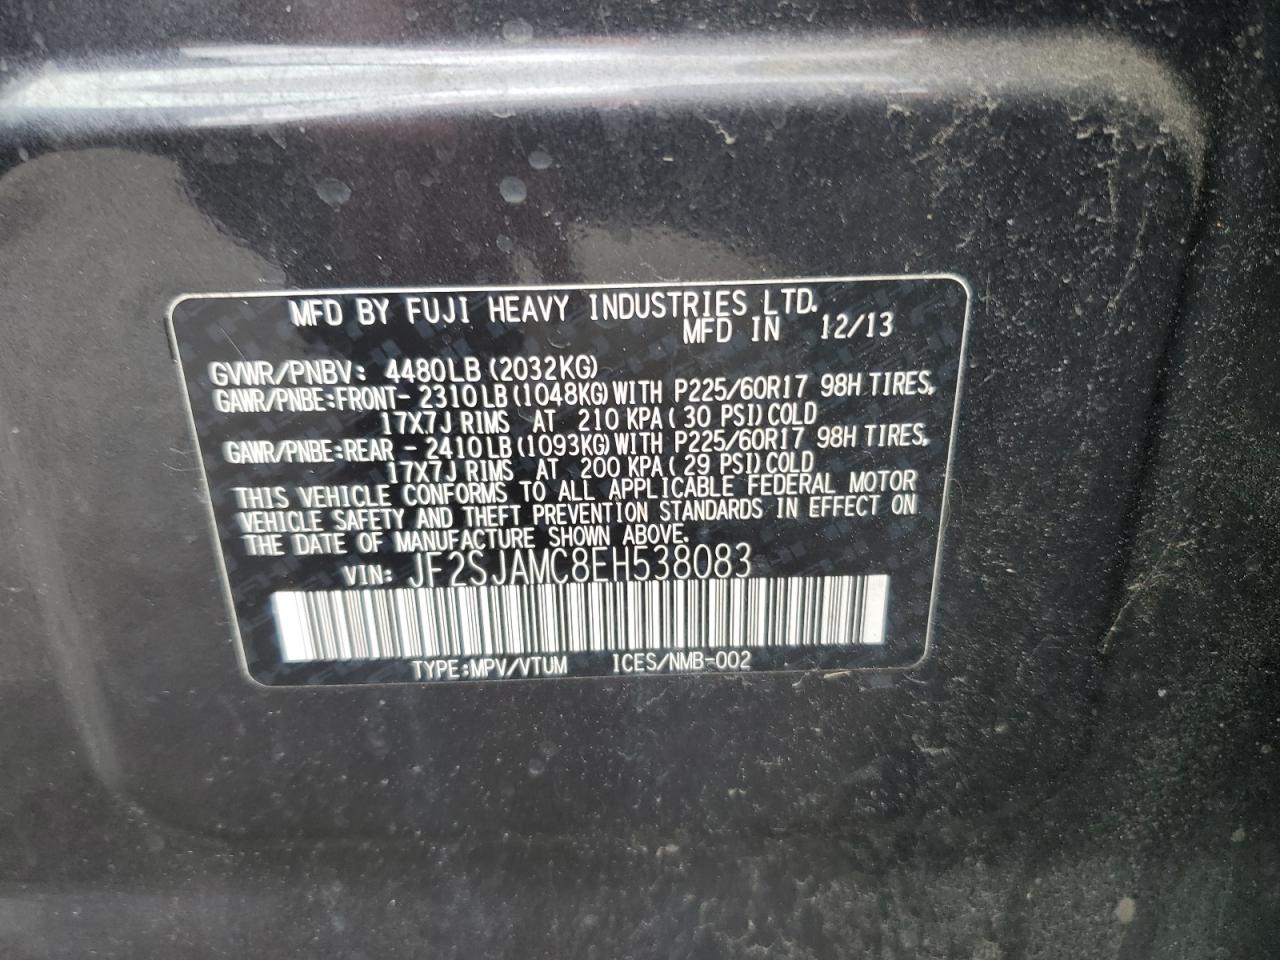 MFD BY FUJI HEAVY INDUSTRIES LTD.
MFD IN 12/13
GVWR/PNBV: 4480LB (2032KG)
GAWR/PNBE:FRONT- 2310LB (1048KG)WITH P225/60R17 98H TIRES,
17X7J RIMS AT 210 KPA( 30 PSI)COLD
GAWR/PNBE:REAR - 2410LB (1093KG)WITH P225/60R17 98H TIRES,
17X7J RIMS AT 200 KPA( 29 PSI)COLD
THIS VEHICLE CONFORMS TO ALL APPLICABLE FEDERAL MOTOR
VEHICLE SAFETY AND THEFT PREVENTION STANDARDS IN EFFECT ON
THE DATE OF MANUFACTURE SHOWN ABOVE.
VIN: JF2SJAMC8EH538083
TYPE:MPV/VTUM ICES/NMB-002